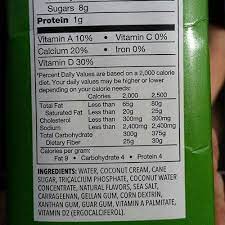 Sugars 8g
Protein 1g
Vitamin A 10% • Vitamin C 0%
Calcium 20% • Iron 0%
Vitamin D 30%
*Percent Daily Values are based on a 2,000 calorie
diet. Your daily values may be higher or lower
depending on your calorie needs:
Calories 2,000 2,500
Total Fat Less than 65g 80g
Saturated Fat Less than 20g 25g
Cholesterol Less than 300mg 300mg
Sodium Less than 2,400mg 2,400mg
Total Carbohydrate 300g 375g
Dietary Fiber 25g 30g
Calories per gram:
Fat 9 • Carbohydrate 4 • Protein 4
INGREDIENTS: WATER, COCONUT CREAM, CANE
SUGAR, TRICALCIUM PHOSPHATE, COCONUT WATER
CONCENTRATE, NATURAL FLAVORS, SEA SALT,
CARRAGEENAN, GELLAN GUM, CORN DEXTRIN,
XANTHAN GUM, GUAR GUM, VITAMIN A PALMITATE,
VITAMIN D2 (ERGOCALCIFEROL).